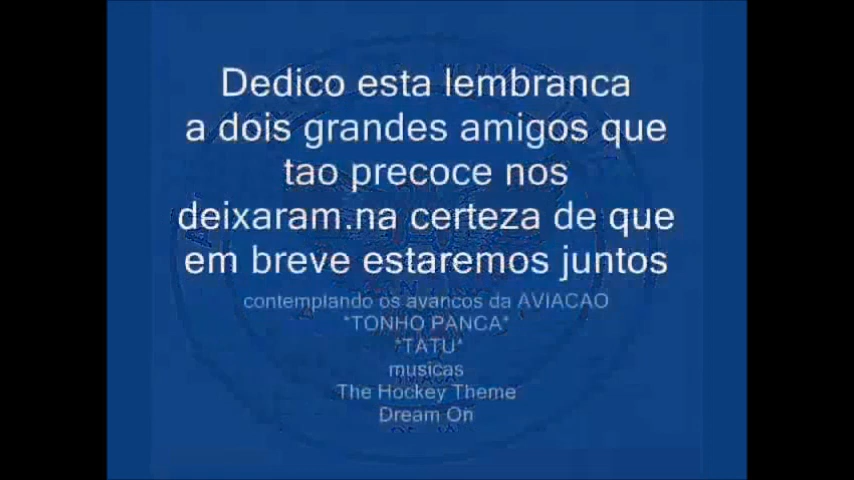 Dedico esta lembranca
a dois grandes amigos que
tao precoce nos
deixaram.na certeza de que
em breve estaremos juntos
contemplando os avancos da AVIACAO
*TONHO PANCA*
*TATU*
musicas
The Hockey Theme
Dream On